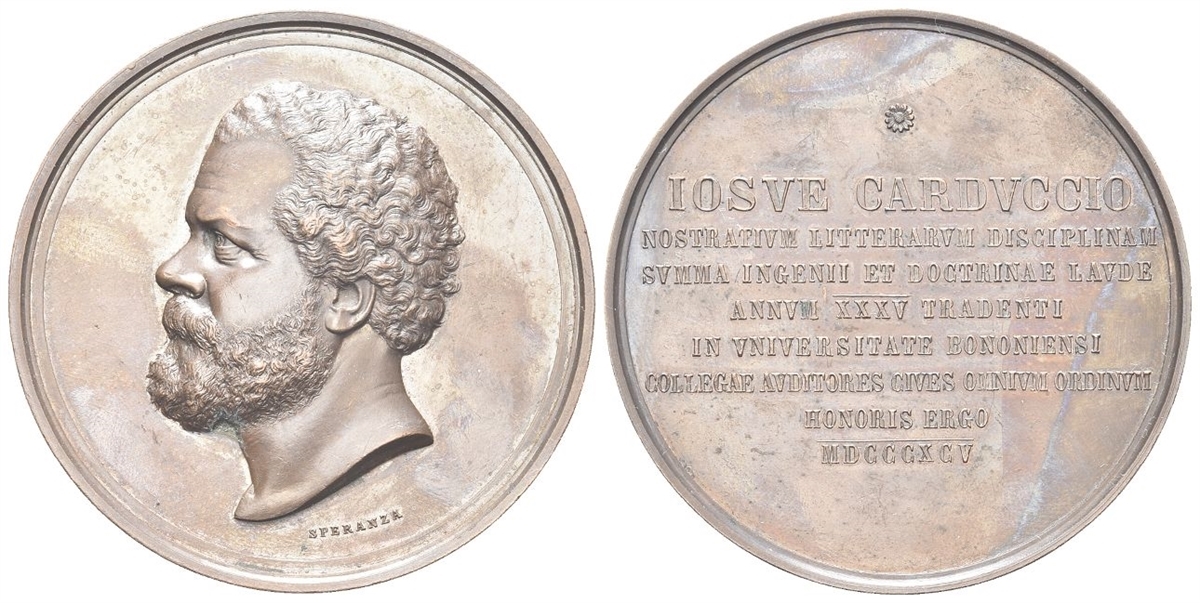 SPERANZA
IOSVE CARDVCCIO
NOSTRATIVM LITTERARVM DISCIPLINAM
SVMMA INGENII ET DOCTRINAE LAVDE
ANNVM XXXV TRADENTI
IN VNIVERSITATE BONONIENSI
COLLEGAE AVDITORES CIVES OMNIVM ORDINVM
HONORIS ERGO
MDCCCXCV